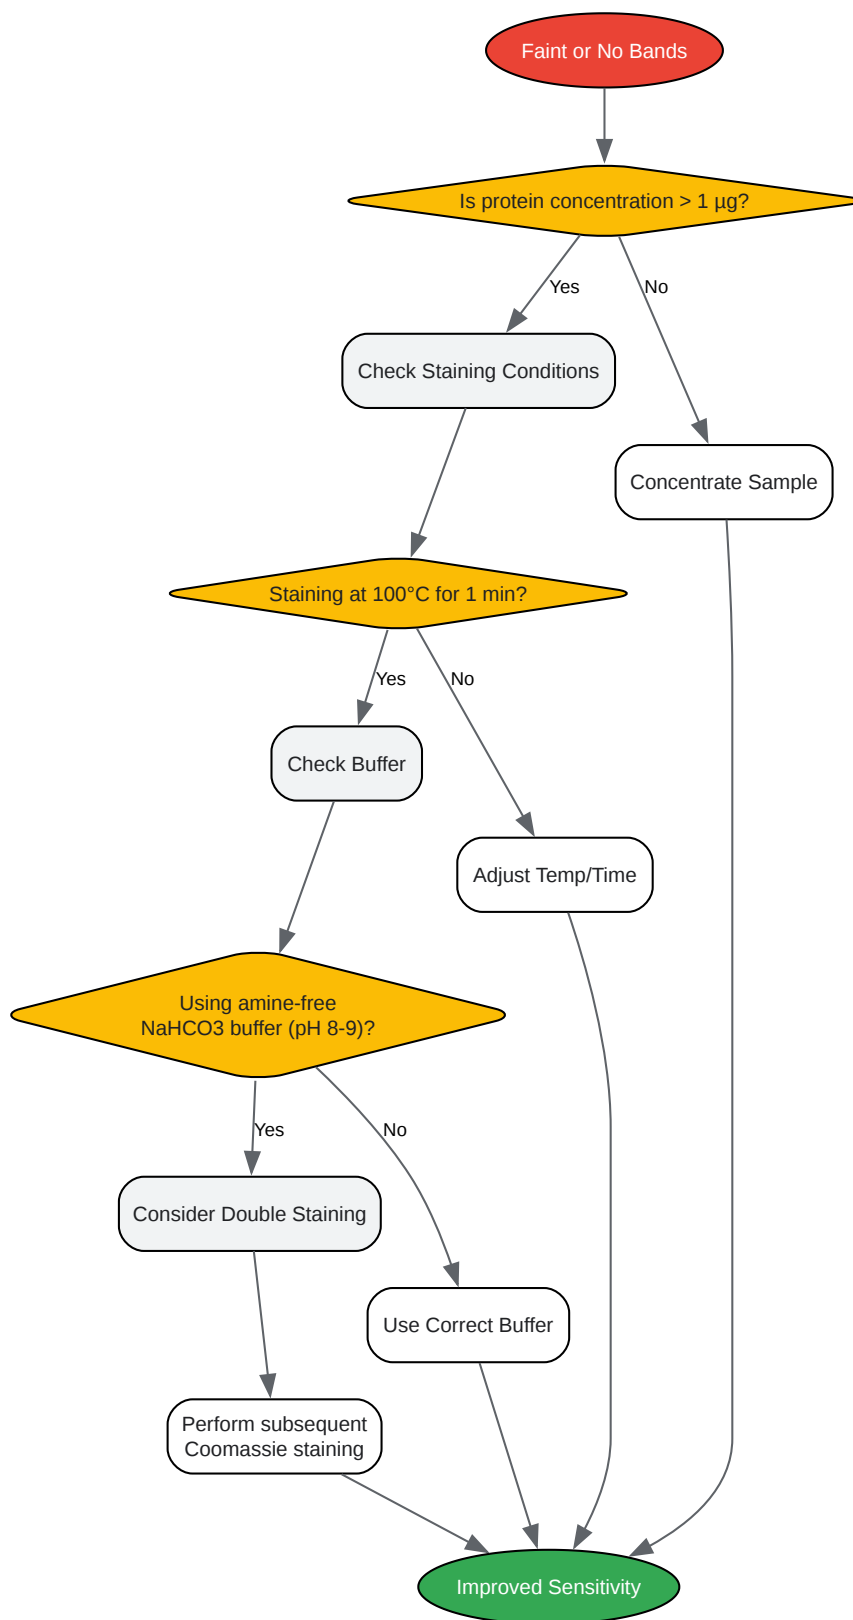 Faint or No Bands
Is protein concentration > 1 µg?
Yes
No
Check Staining Conditions
Concentrate Sample
Staining at 100°C for 1 min?
Yes
No
Check Buffer
Adjust Temp/Time
Using amine-free
NaHCO3 buffer (pH 8-9)?
Yes
No
Consider Double Staining
Use Correct Buffer
Perform subsequent
Coomassie staining
Improved Sensitivity